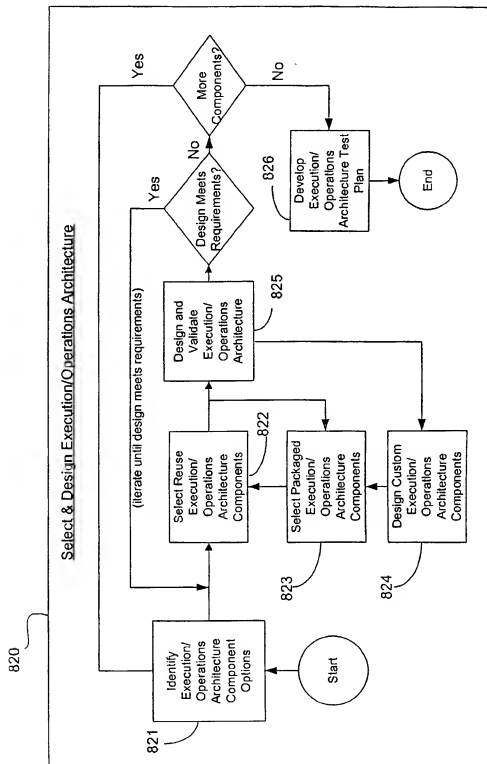 820
Select & Design Execution/Operations Architecture
Yes
(iterate until design meets requirements)
Yes
Identify
Execution/
Operations
Architecture
Component
Options
821
Start
Select Reuse
Execution/
Operations
Architecture
Components
822
Select Packaged
Execution/
Operations
Architecture
Components
823
Design Custom
Execution/
Operations
Architecture
Components
824
Design and
Validate
Execution/
Operations
Architecture
825
Design Meets
Requirements?
No
More
Components?
No
Develop
Execution/
Operations
Architecture Test
Plan
826
End